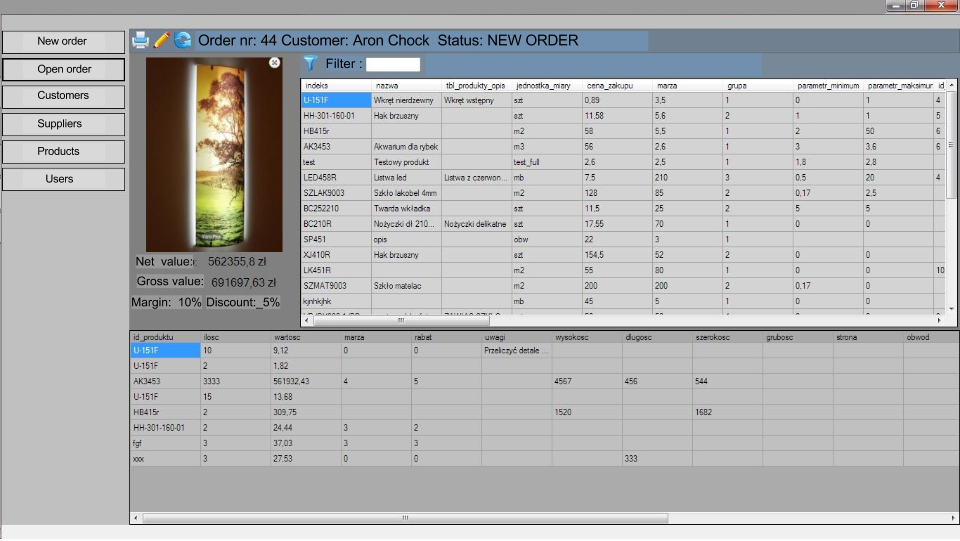 New order
Open order
Customers
Suppliers
Products
Users
Order nr: 44 Customer: Aron Chock Status: NEW ORDER
Filter :
Net value: 562355,8 zł
Gross value: 691697,63 zł
Margin: 10% Discount: 5%
indeks nazwa tbl_produkty_opis jednostka_miary cena_zakupu marza grupa parametr_minimum parametr_maksimum id
U-151F Wkręt nierdzewny Wkręt wstępny szt 0,89 3,5 1 0 1 4
HH-301-160-01 Hak brzuszny szt 11,58 5,6 2 1 1 5
HB415r m2 58 5,5 1 2 50 6
AK3453 Akwarium dla rybek m3 56 2,6 1 3 3,6 6
test Testowy produkt test_full 2,6 2,5 1 1,8 2,8
LED458R Listwa led Listwa z czerwon... mb 7,5 210 3 0,5 20 4
SZLAK9003 Szkło lakobel 4mm m2 128 85 2 0,17 2,5
BC252210 Twarda wkładka szt 11,5 25 2 5 5
BC210R Nożyczki dł 210... Nożyczki delikatne szt 17,55 70 1 0 0
SP451 opis obw 22 3 1
XJ410R Hak brzuszny szt 154,5 52 2 0 0
LK451R m2 55 80 1 0 0 10
SZMAT9003 Szkło matelac m2 200 200 2 0,17 0
kjnhkjhk mb 45 5 1 0 0
id_produktu ilosc wartosc marza rabat uwagi wysokosc dlugosc szerokosc grubosc strona obwod
U-151F 10 9,12 0 0 Przeliczyć detale ...
U-151F 2 1,82
AK3453 3333 561932,43 4 5 4567 456 544
U-151F 15 13,68
HB415r 2 309,75 1520 1682
HH-301-160-01 2 24,44 3 2
fgf 3 37,03 3 3
xxx 3 27,53 0 0 333